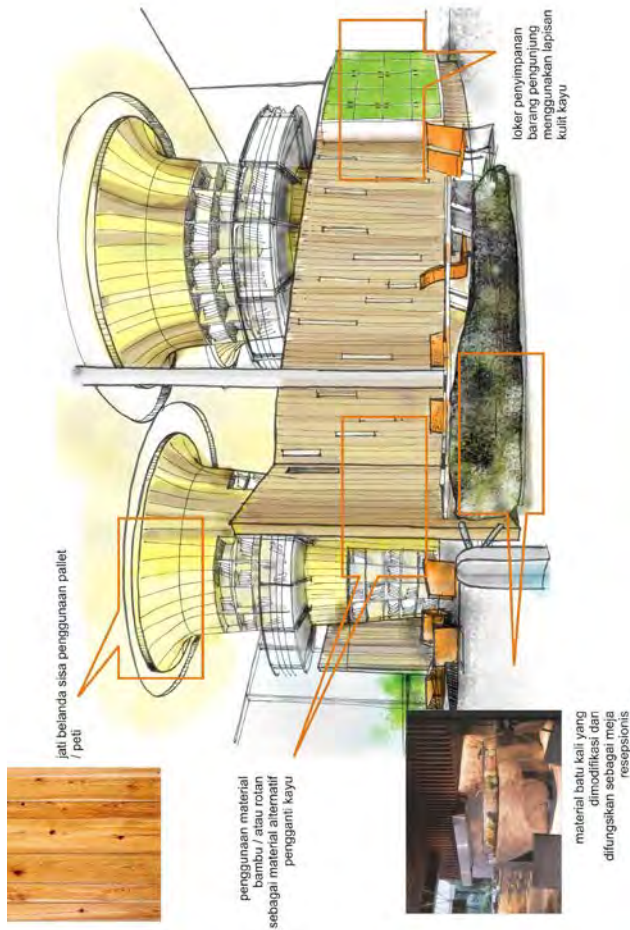 jati belanda sisa penggunaan pallet
/ peti
penggunaan material
bambu / atau rotan
sebagai material alternatif
pengganti kayu
material batu kali yang
dimodifikasi dan
difungsikan sebagai meja
resepsionis
loker penyimpanan
barang pengunjung
menggunakan lapisan
kulit kayu